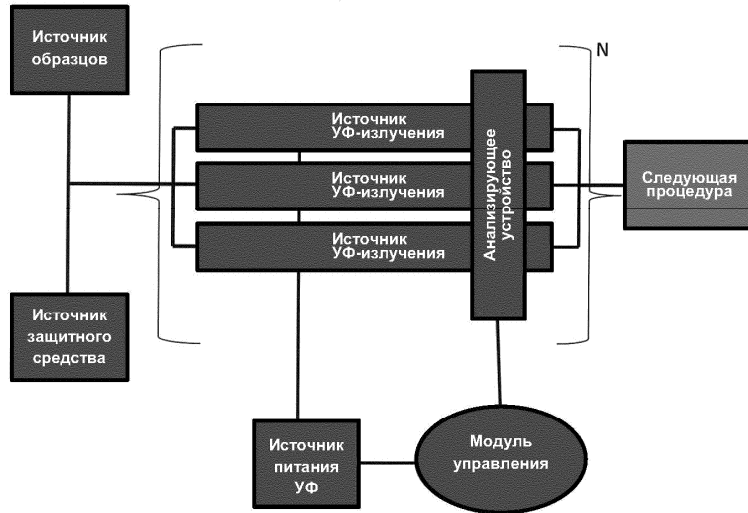 Источник
образцов
N
Источник
УФ-излучения
Источник
УФ-излучения
Источник
УФ-излучения
Анализирующее
устройство
Следующая
процедура
Источник
защитного
средства
Источник
питания
УФ
Модуль
управления